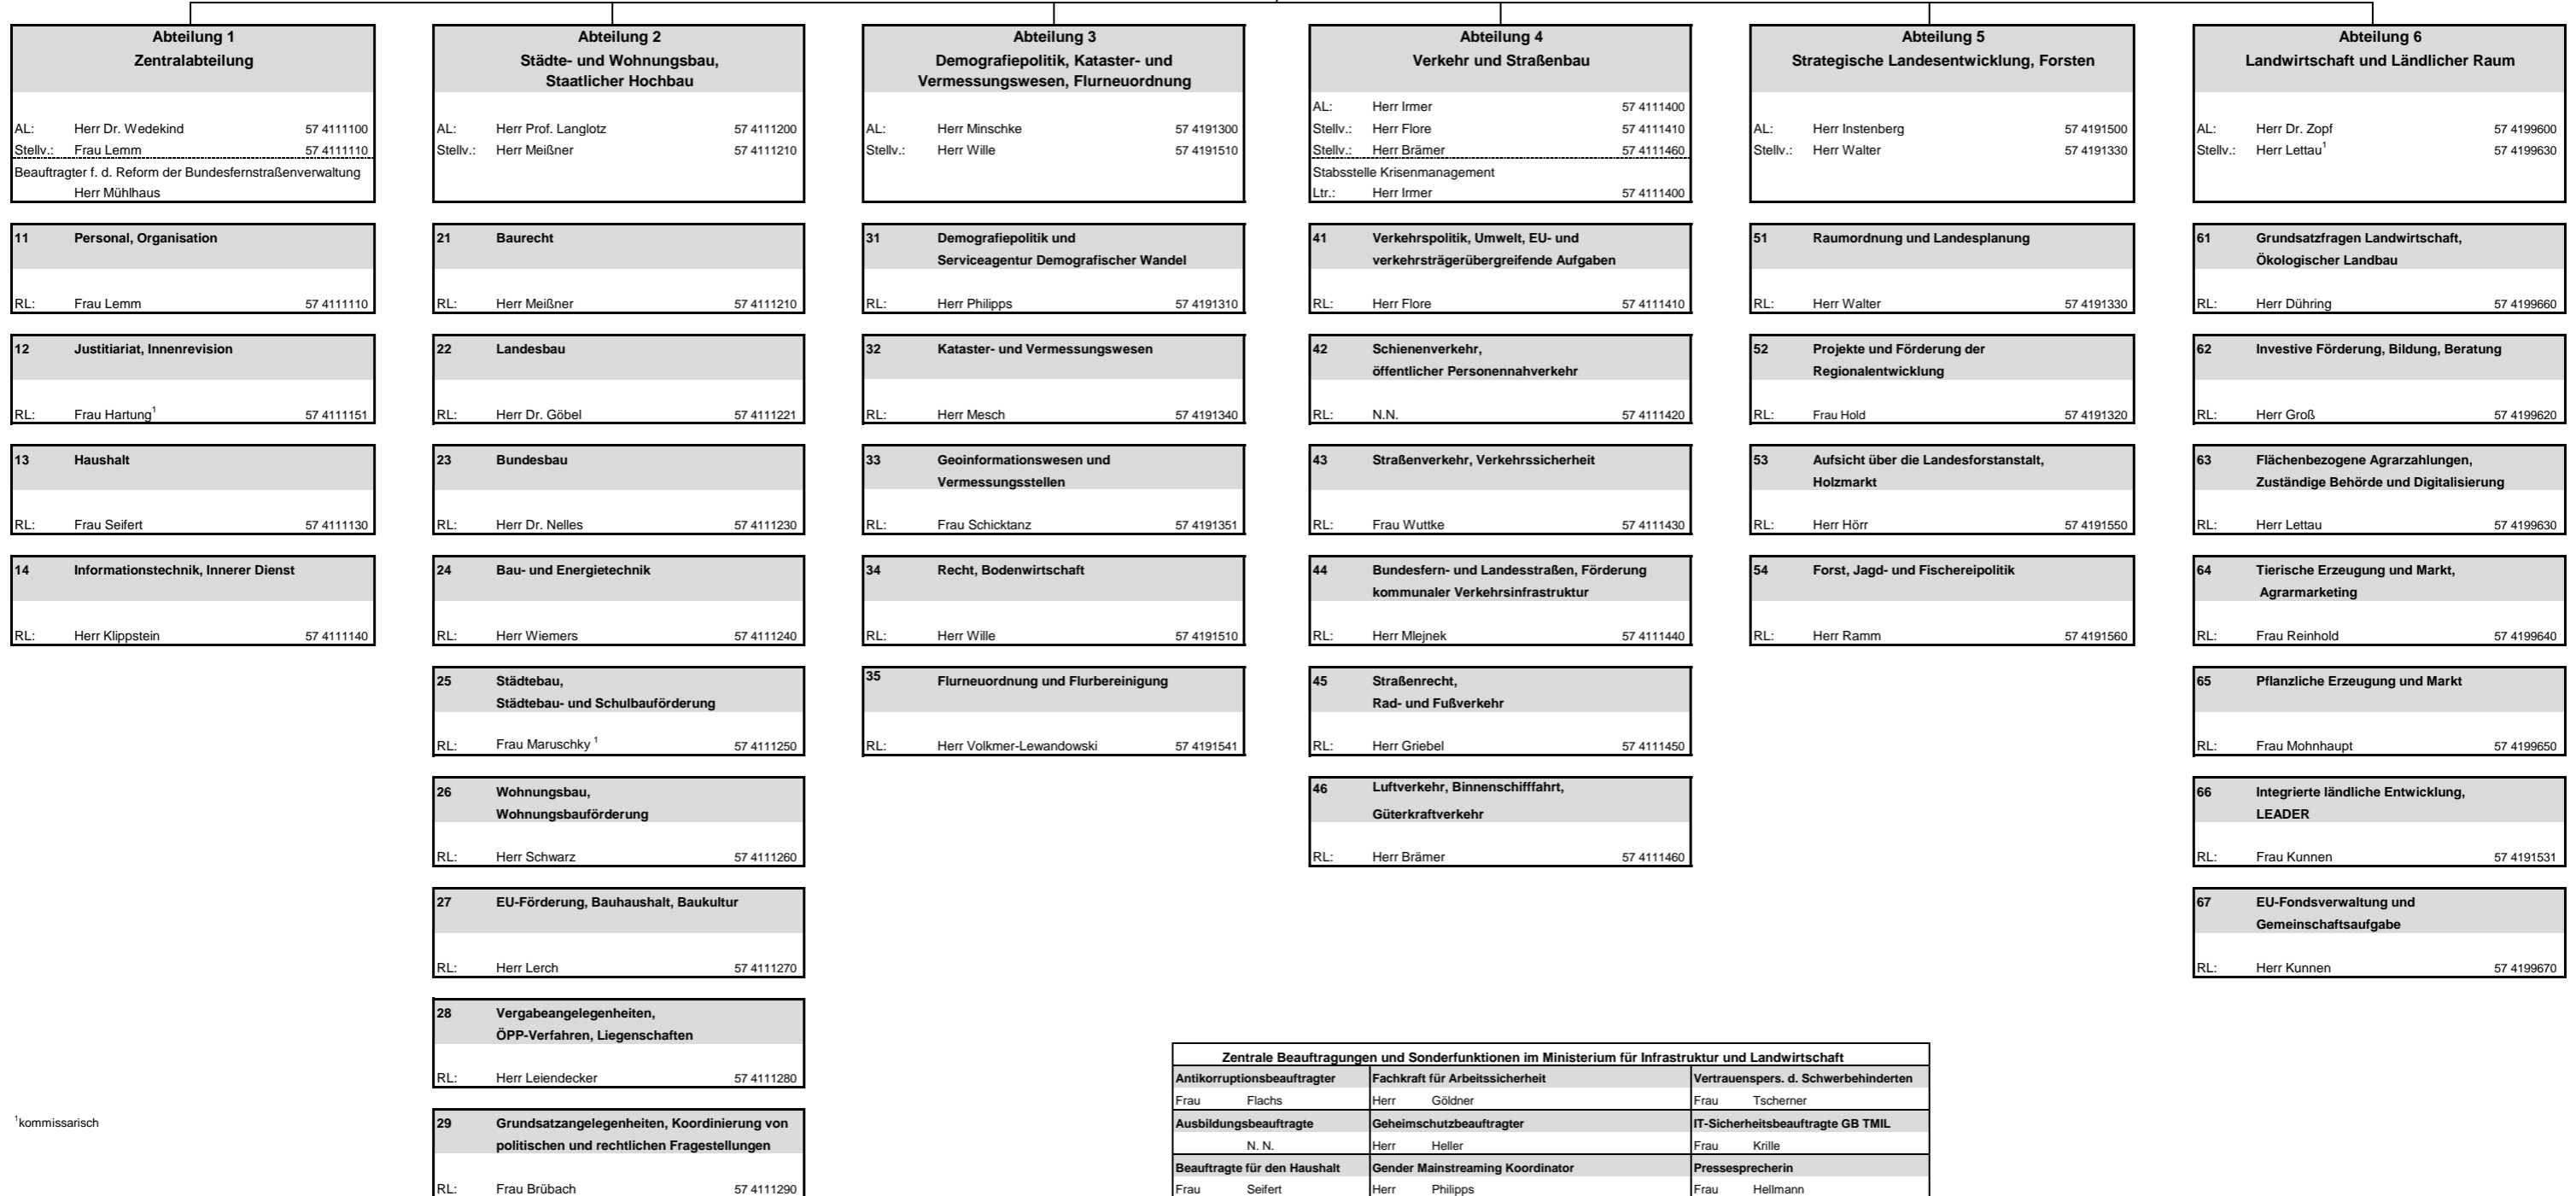 Abteilung 1
Zentralabteilung
AL: Herr Dr. Wedekind 57 4111100
Stellv.: Frau Lemm 57 4111110
Beauftragter f. d. Reform der Bundesfernstraßenverwaltung
Herr Mühlhaus
11 Personal, Organisation
RL: Frau Lemm 57 4111110
12 Justitiariat, Innenrevision
RL: Frau Hartung1 57 4111151
13 Haushalt
RL: Frau Seifert 57 4111130
14 Informationstechnik, Innerer Dienst
RL: Herr Klippstein 57 4111140
1kommissarisch
Abteilung 2
Städte- und Wohnungsbau,
Staatlicher Hochbau
AL: Herr Prof. Langlotz 57 4111200
Stellv.: Herr Meißner 57 4111210
21 Baurecht
RL: Herr Meißner 57 4111210
22 Landesbau
RL: Herr Dr. Göbel 57 4111221
23 Bundesbau
RL: Herr Dr. Nelles 57 4111230
24 Bau- und Energietechnik
RL: Herr Wiemers 57 4111240
25 Städtebau,
Städtebau- und Schulbauförderung
RL: Frau Maruschky 1 57 4111250
26 Wohnungsbau,
Wohnungsbauförderung
RL: Herr Schwarz 57 4111260
27 EU-Förderung, Bauhaushalt, Baukultur
RL: Herr Lerch 57 4111270
28 Vergabeangelegenheiten,
ÖPP-Verfahren, Liegenschaften
RL: Herr Leiendecker 57 4111280
29 Grundsatzangelegenheiten, Koordinierung von
politischen und rechtlichen Fragestellungen
RL: Frau Brübach 57 4111290
Abteilung 3
Demografiepolitik, Kataster- und
Vermessungswesen, Flurneuordnung
AL: Herr Minschke 57 4191300
Stellv.: Herr Wille 57 4191510
31 Demografiepolitik und
Serviceagentur Demografischer Wandel
RL: Herr Philipps 57 4191310
32 Kataster- und Vermessungswesen
RL: Herr Mesch 57 4191340
33 Geoinformationswesen und
Vermessungsstellen
RL: Frau Schicktanz 57 4191351
34 Recht, Bodenwirtschaft
RL: Herr Wille 57 4191510
35 Flurneuordnung und Flurbereinigung
RL: Herr Volkmer-Lewandowski 57 4191541
Abteilung 4
Verkehr und Straßenbau
AL: Herr Irmer 57 4111400
Stellv.: Herr Flore 57 4111410
Stellv.: Herr Brämer 57 4111460
Stabsstelle Krisenmanagement
Ltr.: Herr Irmer 57 4111400
41 Verkehrspolitik, Umwelt, EU- und
verkehrsträgerübergreifende Aufgaben
RL: Herr Flore 57 4111410
42 Schienenverkehr,
öffentlicher Personennahverkehr
RL: N.N. 57 4111420
43 Straßenverkehr, Verkehrssicherheit
RL: Frau Wuttke 57 4111430
44 Bundesfern- und Landesstraßen, Förderung
kommunaler Verkehrsinfrastruktur
RL: Herr Mlejnek 57 4111440
45 Straßenrecht,
Rad- und Fußverkehr
RL: Herr Griebel 57 4111450
46 Luftverkehr, Binnenschifffahrt,
Güterkraftverkehr
RL: Herr Brämer 57 4111460
Abteilung 5
Strategische Landesentwicklung, Forsten
AL: Herr Instenberg 57 4191500
Stellv.: Herr Walter 57 4191330
51 Raumordnung und Landesplanung
RL: Herr Walter 57 4191330
52 Projekte und Förderung der
Regionalentwicklung
RL: Frau Hold 57 4191320
53 Aufsicht über die Landesforstanstalt,
Holzmarkt
RL: Herr Hörr 57 4191550
54 Forst, Jagd- und Fischereipolitik
RL: Herr Ramm 57 4191560
Abteilung 6
Landwirtschaft und Ländlicher Raum
AL: Herr Dr. Zopf 57 4199600
Stellv.: Herr Lettau1 57 4199630
61 Grundsatzfragen Landwirtschaft,
Ökologischer Landbau
RL: Herr Dühring 57 4199660
62 Investive Förderung, Bildung, Beratung
RL: Herr Groß 57 4199620
63 Flächenbezogene Agrarzahlungen,
Zuständige Behörde und Digitalisierung
RL: Herr Lettau 57 4199630
64 Tierische Erzeugung und Markt,
Agrarmarketing
RL: Frau Reinhold 57 4199640
65 Pflanzliche Erzeugung und Markt
RL: Frau Mohnhaupt 57 4199650
66 Integrierte ländliche Entwicklung,
LEADER
RL: Frau Kunnen 57 4191531
67 EU-Fondsverwaltung und
Gemeinschaftsaufgabe
RL: Herr Kunnen 57 4199670
Zentrale Beauftragungen und Sonderfunktionen im Ministerium für Infrastruktur und Landwirtschaft
Antikorruptionsbeauftragter Fachkraft für Arbeitssicherheit Vertrauenspers. d. Schwerbehinderten
Frau Flachs Herr Göldner Frau Tscherner
Ausbildungsbeauftragte Geheimschutzbeauftragter IT-Sicherheitsbeauftragte GB TMIL
N. N. Herr Heller Frau Krille
Beauftragte für den Haushalt Gender Mainstreaming Koordinator Pressesprecherin
Frau Seifert Herr Philipps Frau Hellmann